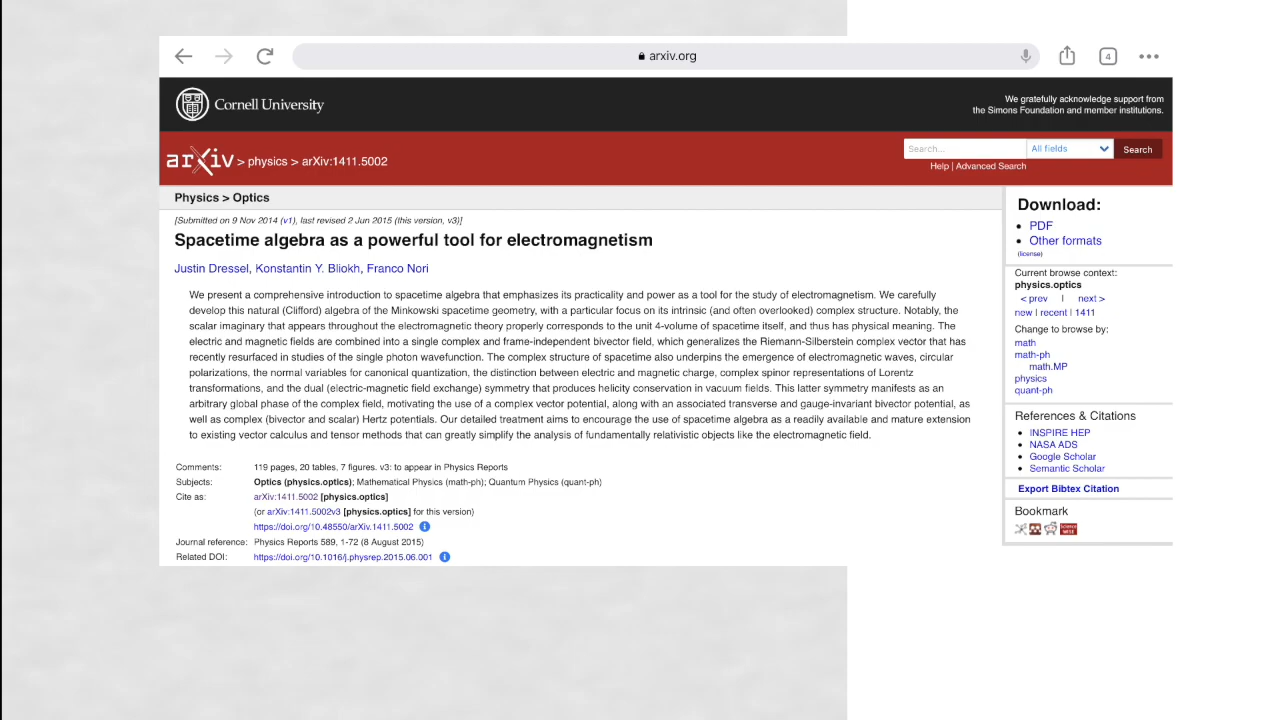 arxiv.org
4
Cornell University
We gratefully acknowledge support from
the Simons Foundation and member institutions.
arXiv > physics > arXiv:1411.5002
Search...
All fields
Search
Help | Advanced Search
Physics > Optics
[Submitted on 9 Nov 2014 (v1), last revised 2 Jun 2015 (this version, v3)]
Spacetime algebra as a powerful tool for electromagnetism
Justin Dressel, Konstantin Y. Bliokh, Franco Nori
We present a comprehensive introduction to spacetime algebra that emphasizes its practicality and power as a tool for the study of electromagnetism. We carefully
develop this natural (Clifford) algebra of the Minkowski spacetime geometry, with a particular focus on its intrinsic (and often overlooked) complex structure. Notably, the
scalar imaginary that appears throughout the electromagnetic theory properly corresponds to the unit 4-volume of spacetime itself, and thus has physical meaning. The
electric and magnetic fields are combined into a single complex and frame-independent bivector field, which generalizes the Riemann-Silberstein complex vector that has
recently resurfaced in studies of the single photon wavefunction. The complex structure of spacetime also underpins the emergence of electromagnetic waves, circular
polarizations, the normal variables for canonical quantization, the distinction between electric and magnetic charge, complex spinor representations of Lorentz
transformations, and the dual (electric-magnetic field exchange) symmetry that produces helicity conservation in vacuum fields. This latter symmetry manifests as an
arbitrary global phase of the complex field, motivating the use of a complex vector potential, along with an associated transverse and gauge-invariant bivector potential, as
well as complex (bivector and scalar) Hertz potentials. Our detailed treatment aims to encourage the use of spacetime algebra as a readily available and mature extension
to existing vector calculus and tensor methods that can greatly simplify the analysis of fundamentally relativistic objects like the electromagnetic field.
Comments: 119 pages, 20 tables, 7 figures. v3: to appear in Physics Reports
Subjects: Optics (physics.optics); Mathematical Physics (math-ph); Quantum Physics (quant-ph)
Cite as: arXiv:1411.5002 [physics.optics]
(or arXiv:1411.5002v3 [physics.optics] for this version)
https://doi.org/10.48550/arXiv.1411.5002
Journal reference: Physics Reports 589, 1-72 (8 August 2015)
Related DOI: https://doi.org/10.1016/j.physrep.2015.06.001
Download:
PDF
Other formats
(license)
Current browse context:
physics.optics
< prev | next >
new | recent | 1411
Change to browse by:
math
math-ph
math.MP
physics
quant-ph
References & Citations
INSPIRE HEP
NASA ADS
Google Scholar
Semantic Scholar
Export Bibtex Citation
Bookmark